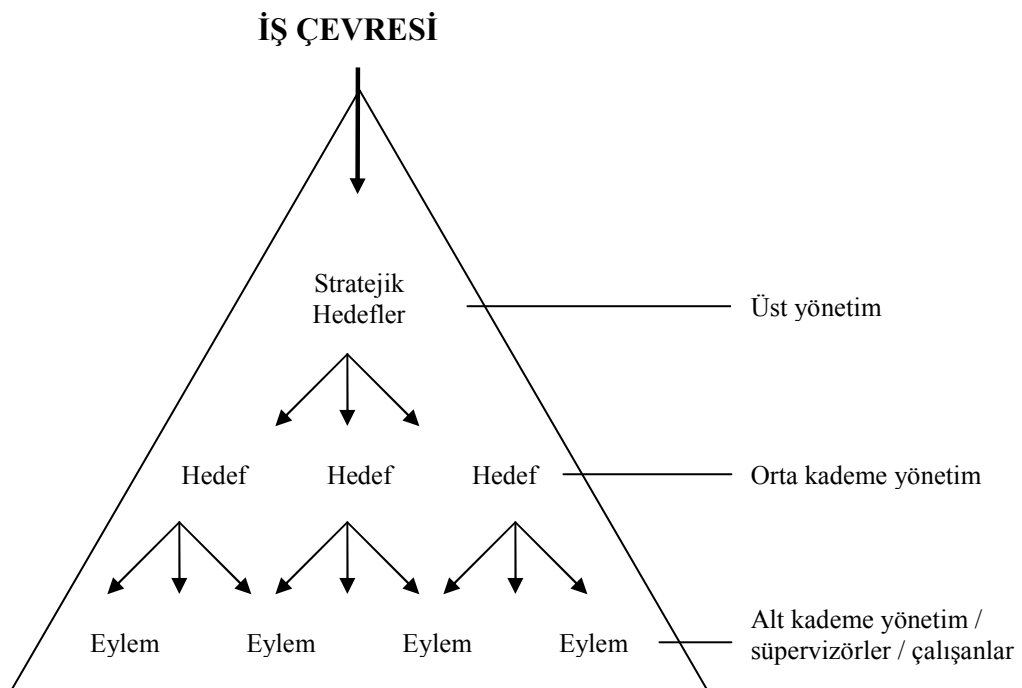 İŞ ÇEVRESİ
Stratejik
Hedefler
Üst yönetim
Hedef Hedef Hedef
Orta kademe yönetim
Eylem Eylem Eylem Eylem
Alt kademe yönetim /
süpervizörler / çalışanlar